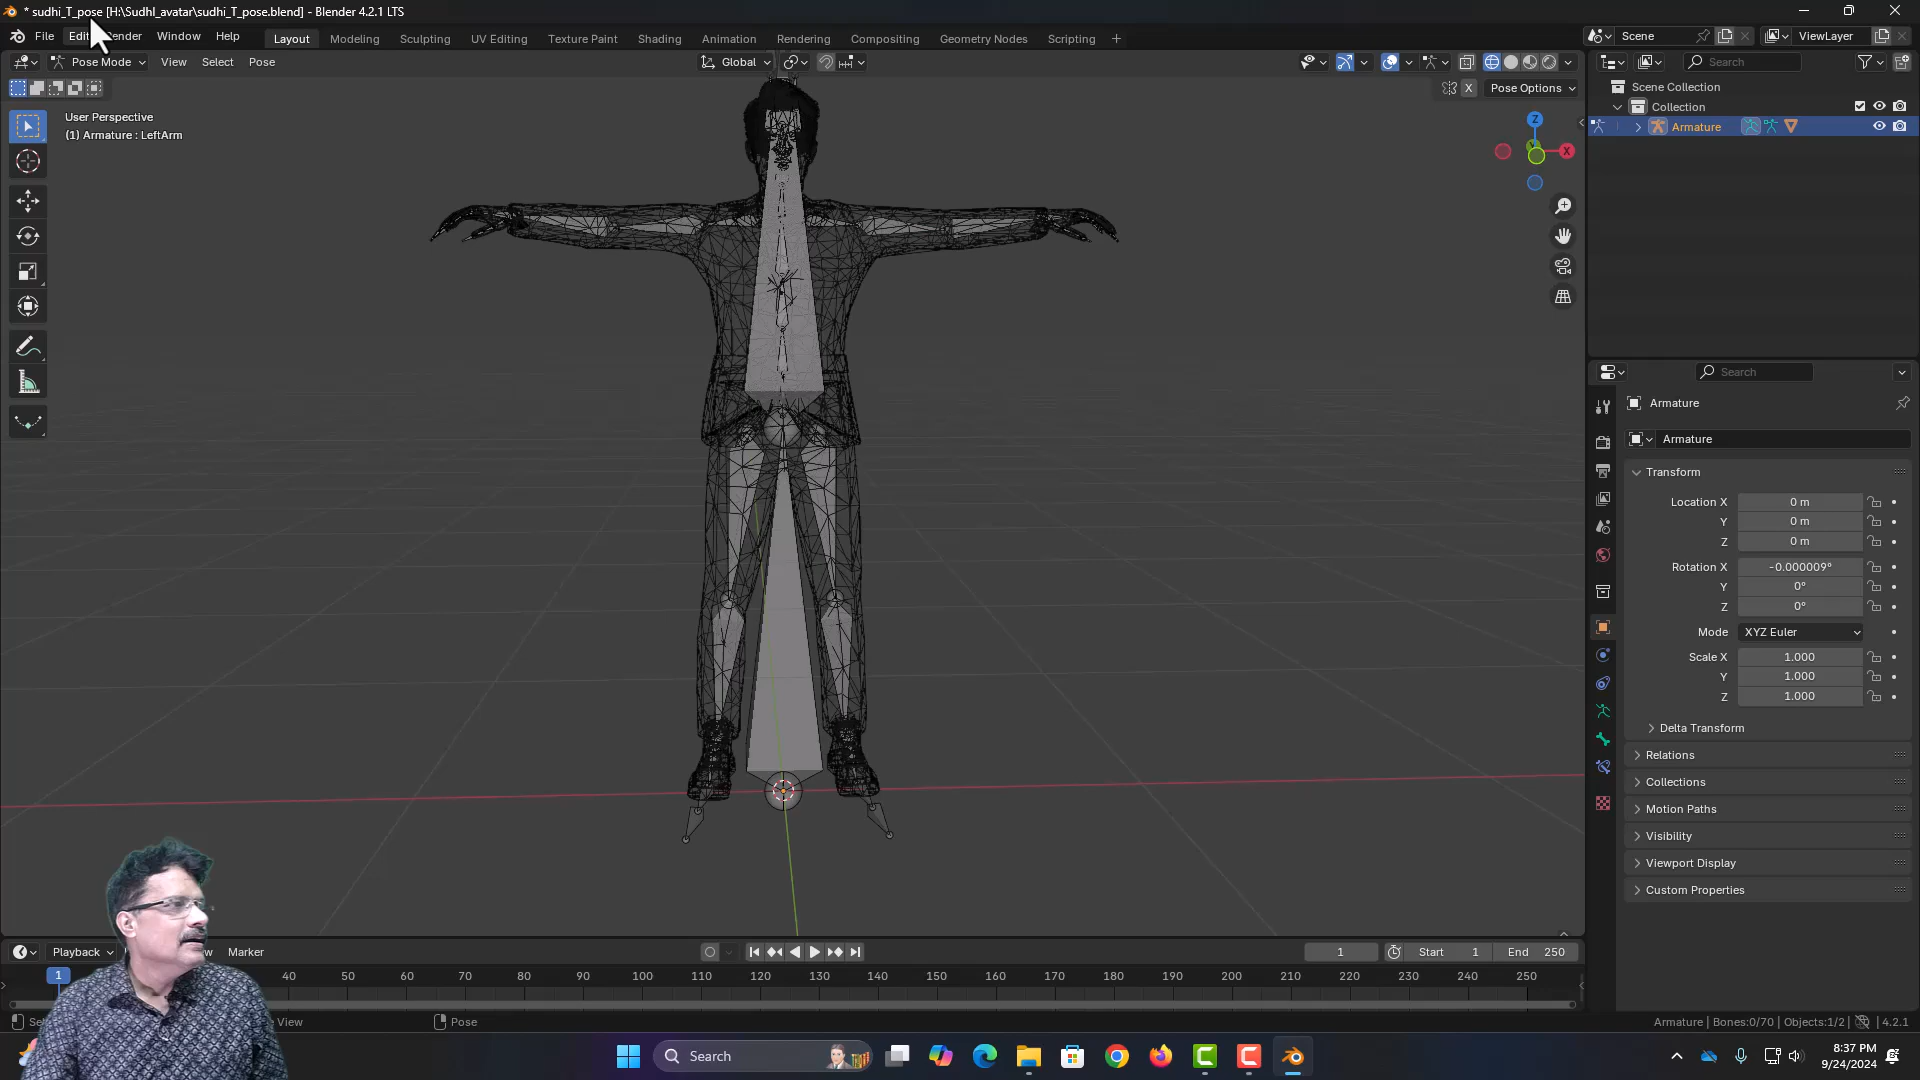 * sudhi_T_pose [H:\SudhI_avatar\sudhi_T_pose.blend] - Blender 4.2.1 LTS
File Edit Render Window Help Layout Modeling Sculpting UV Editing Texture Paint Shading Animation Rendering Compositing Geometry Nodes Scripting + Scene ViewLayer
Pose Mode View Select Pose Global Search
X Pose Options Scene Collection
User Perspective
(1) Armature : LeftArm
Collection
Armature
Z
X
Search
Armature
Armature
Transform
Location X 0 m
Y 0 m
Z 0 m
Rotation X -0.000009°
Y 0°
Z 0°
Mode XYZ Euler
Scale X 1.000
Y 1.000
Z 1.000
Delta Transform
Relations
Collections
Motion Paths
Visibility
Viewport Display
Custom Properties
Playback Marker 1 Start 1 End 250
1 40 50 60 70 80 90 100 110 120 130 140 150 160 170 180 190 200 210 220 230 240 250
View Pose Armature | Bones:0/70 | Objects:1/2 | 4.2.1
Search
8:37 PM
9/24/2024